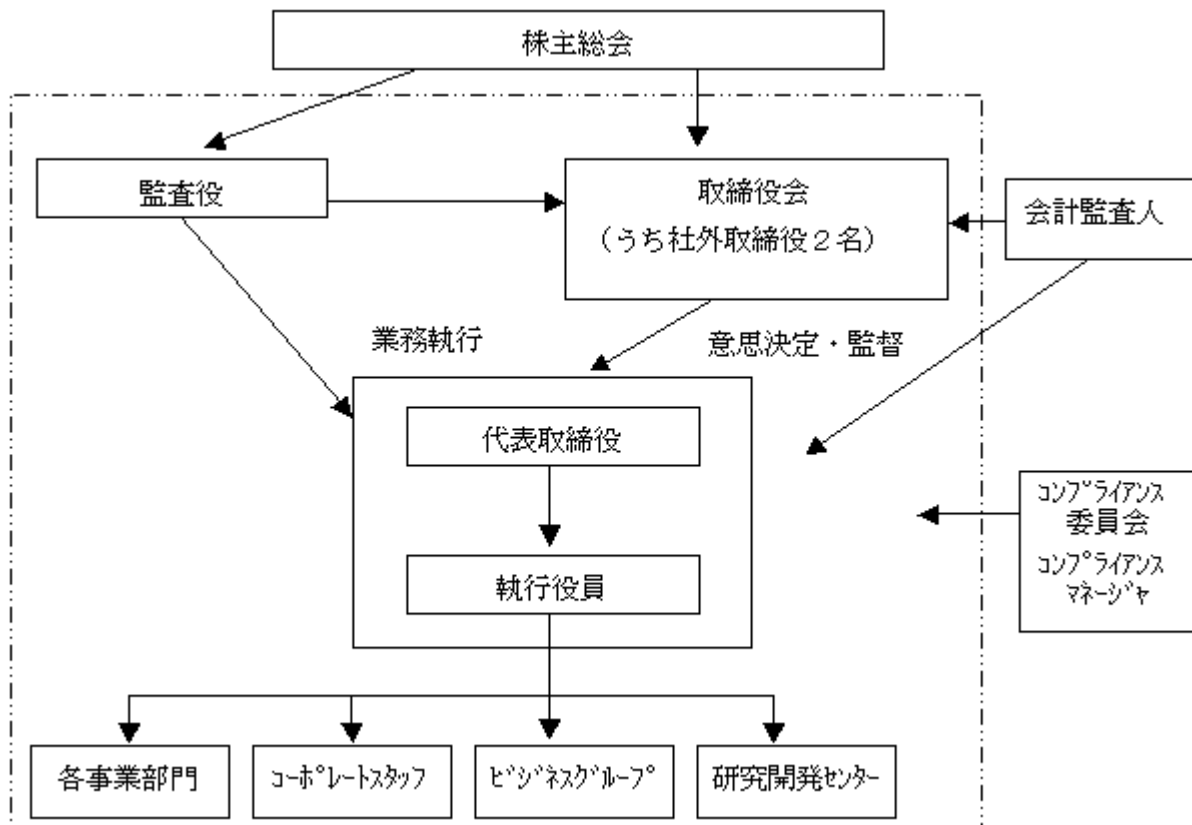 株主総会
監査役
取締役会
（うち社外取締役２名）
会計監査人
業務執行
意思決定・監督
代表取締役
執行役員
ｺﾝﾌﾟﾗｲｱﾝｽ
委員会
ｺﾝﾌﾟﾗｲｱﾝｽ
ﾏﾈｰｼﾞｬ
各事業部門
ｺｰﾎﾟﾚｰﾄｽﾀｯﾌ
ﾋﾞｼﾞﾈｽｸﾞﾙｰﾌﾟ
研究開発ｾﾝﾀｰ